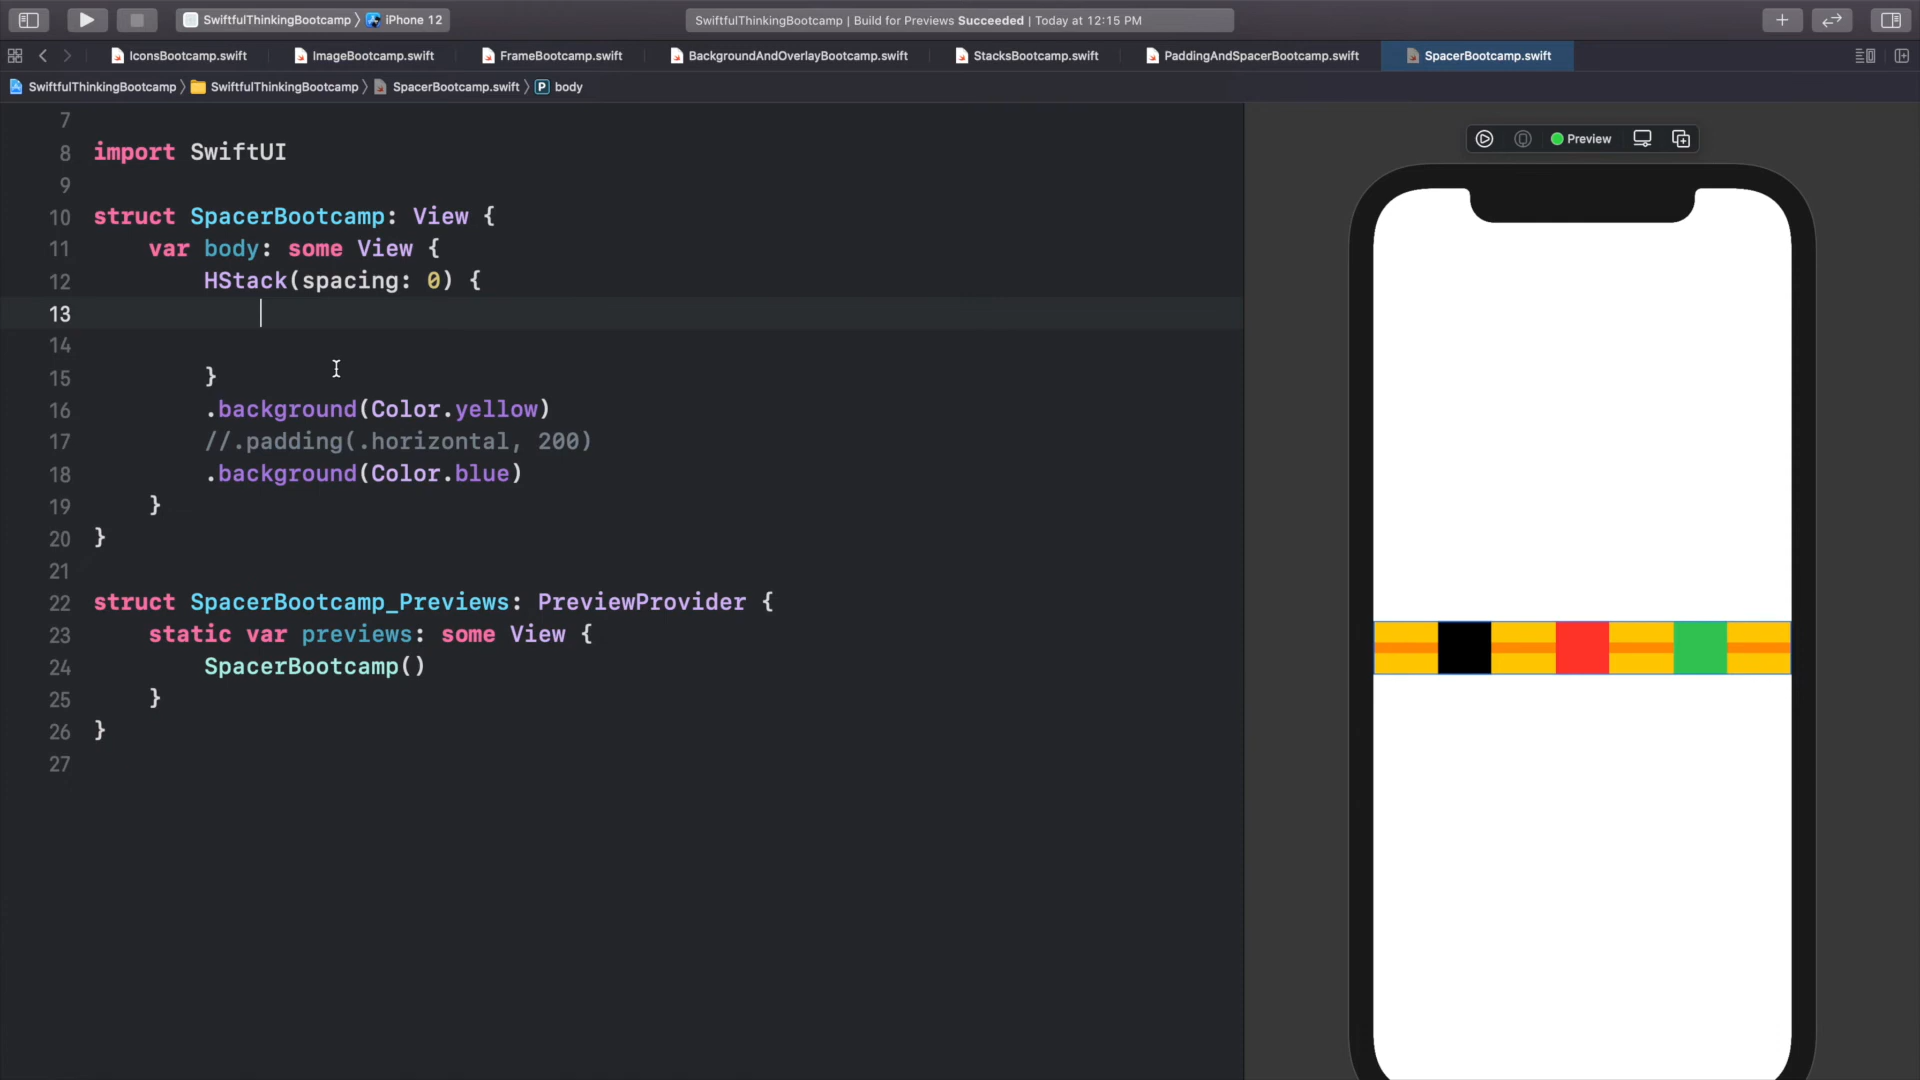 SwiftfulThinkingBootcamp 〉 iPhone 12
SwiftfulThinkingBootcamp | Build for Previews Succeeded | Today at 12:15 PM
IconsBootcamp.swift ImageBootcamp.swift FrameBootcamp.swift BackgroundAndOverlayBootcamp.swift StacksBootcamp.swift PaddingAndSpacerBootcamp.swift SpacerBootcamp.swift
SwiftfulThinkingBootcamp 〉 SwiftfulThinkingBootcamp 〉 SpacerBootcamp.swift 〉 P body
7
8 import SwiftUI
9
10 struct SpacerBootcamp: View {
11 var body: some View {
12 HStack(spacing: 0) {
13
14
15 }
16 .background(Color.yellow)
17 //.padding(.horizontal, 200)
18 .background(Color.blue)
19 }
20 }
21
22 struct SpacerBootcamp_Previews: PreviewProvider {
23 static var previews: some View {
24 SpacerBootcamp()
25 }
26 }
27
Preview